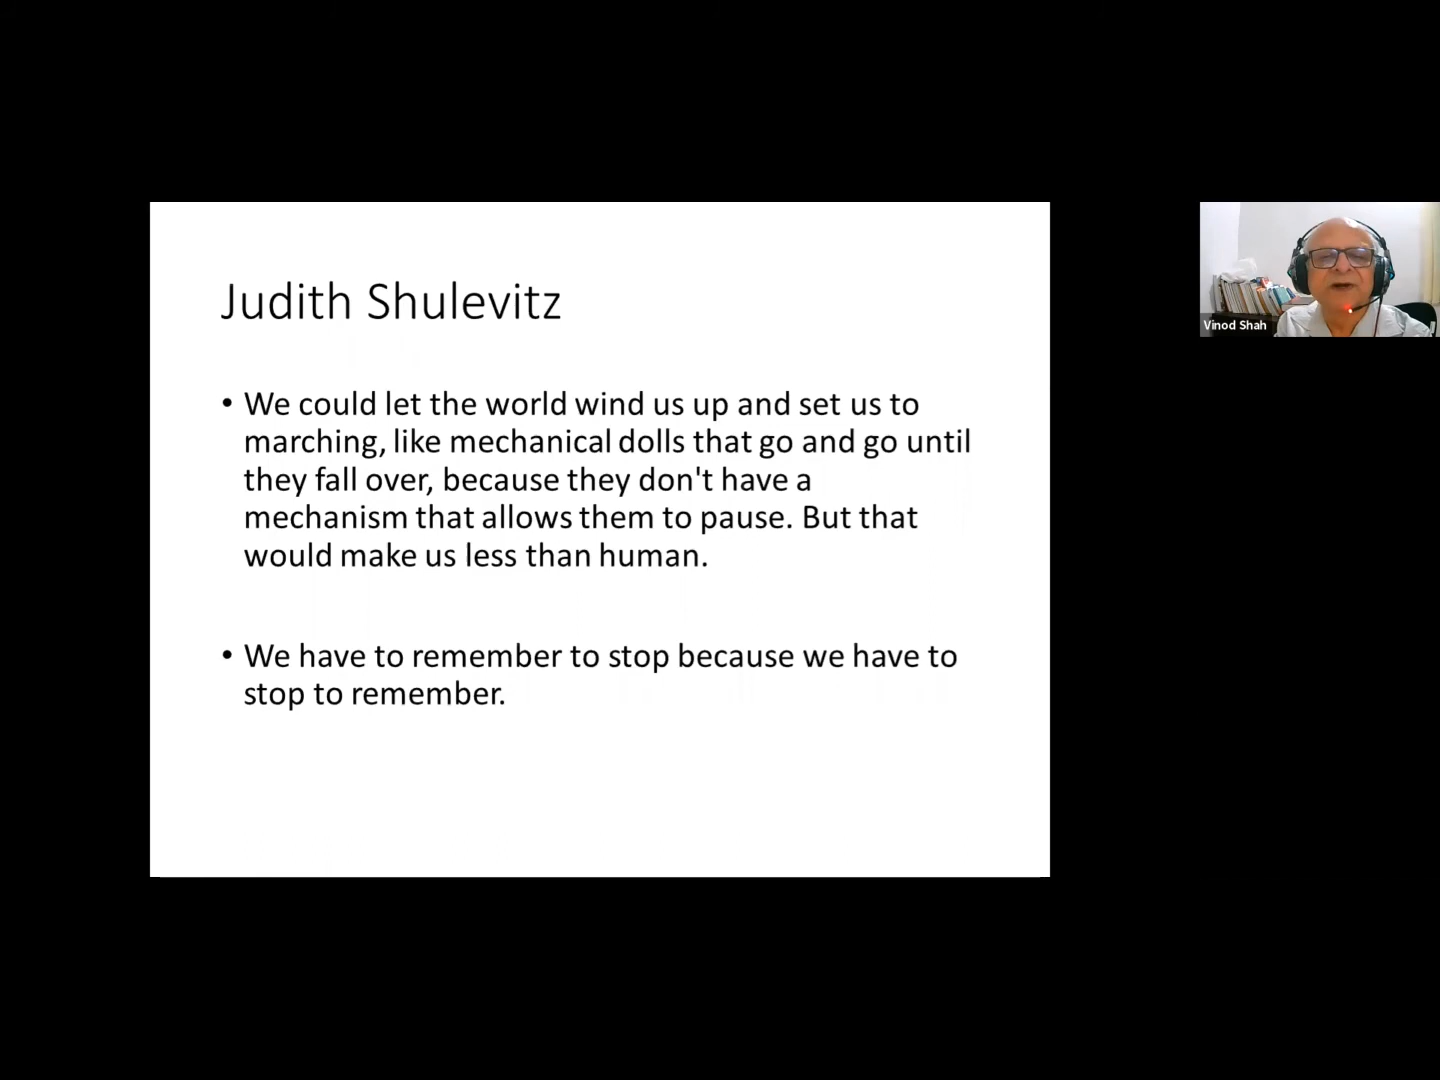 Judith Shulevitz
• We could let the world wind us up and set us to
marching, like mechanical dolls that go and go until
they fall over, because they don't have a
mechanism that allows them to pause. But that
would make us less than human.
• We have to remember to stop because we have to
stop to remember.
Vinod Shah